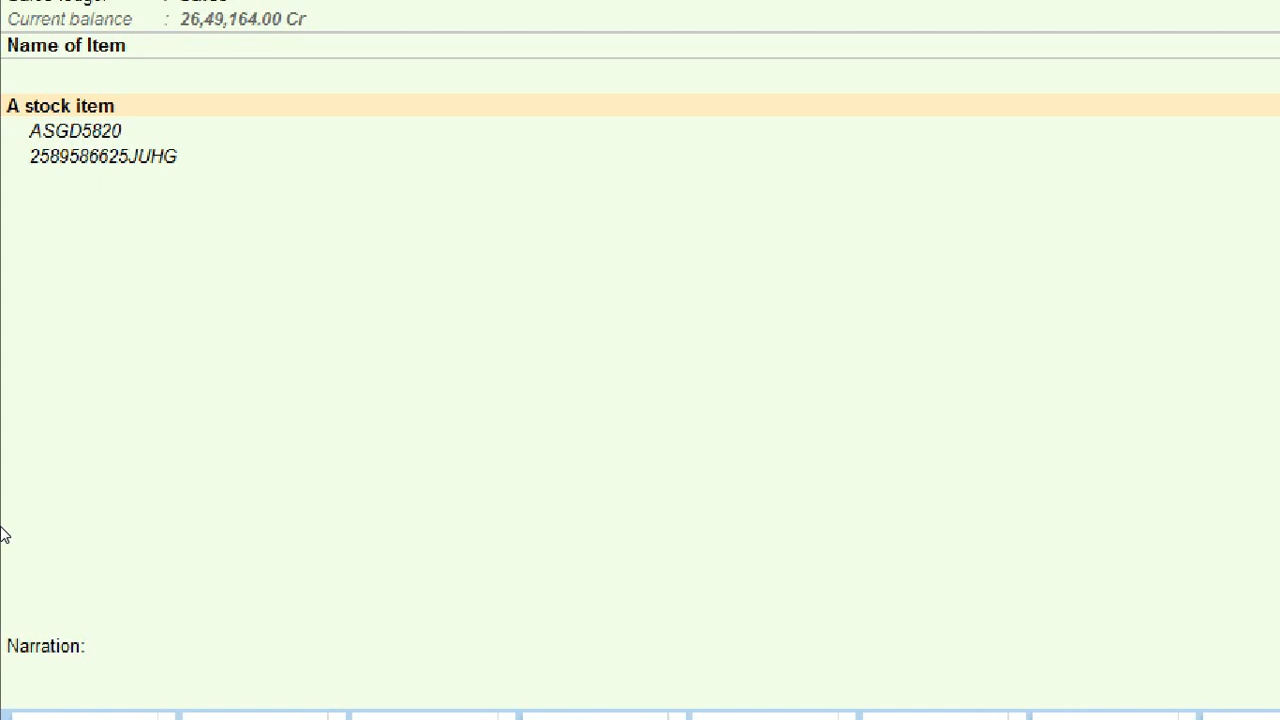 Current balance : 26,49,164.00 Cr
Name of Item
A stock item
ASGD5820
2589586625JUHG
Narration: